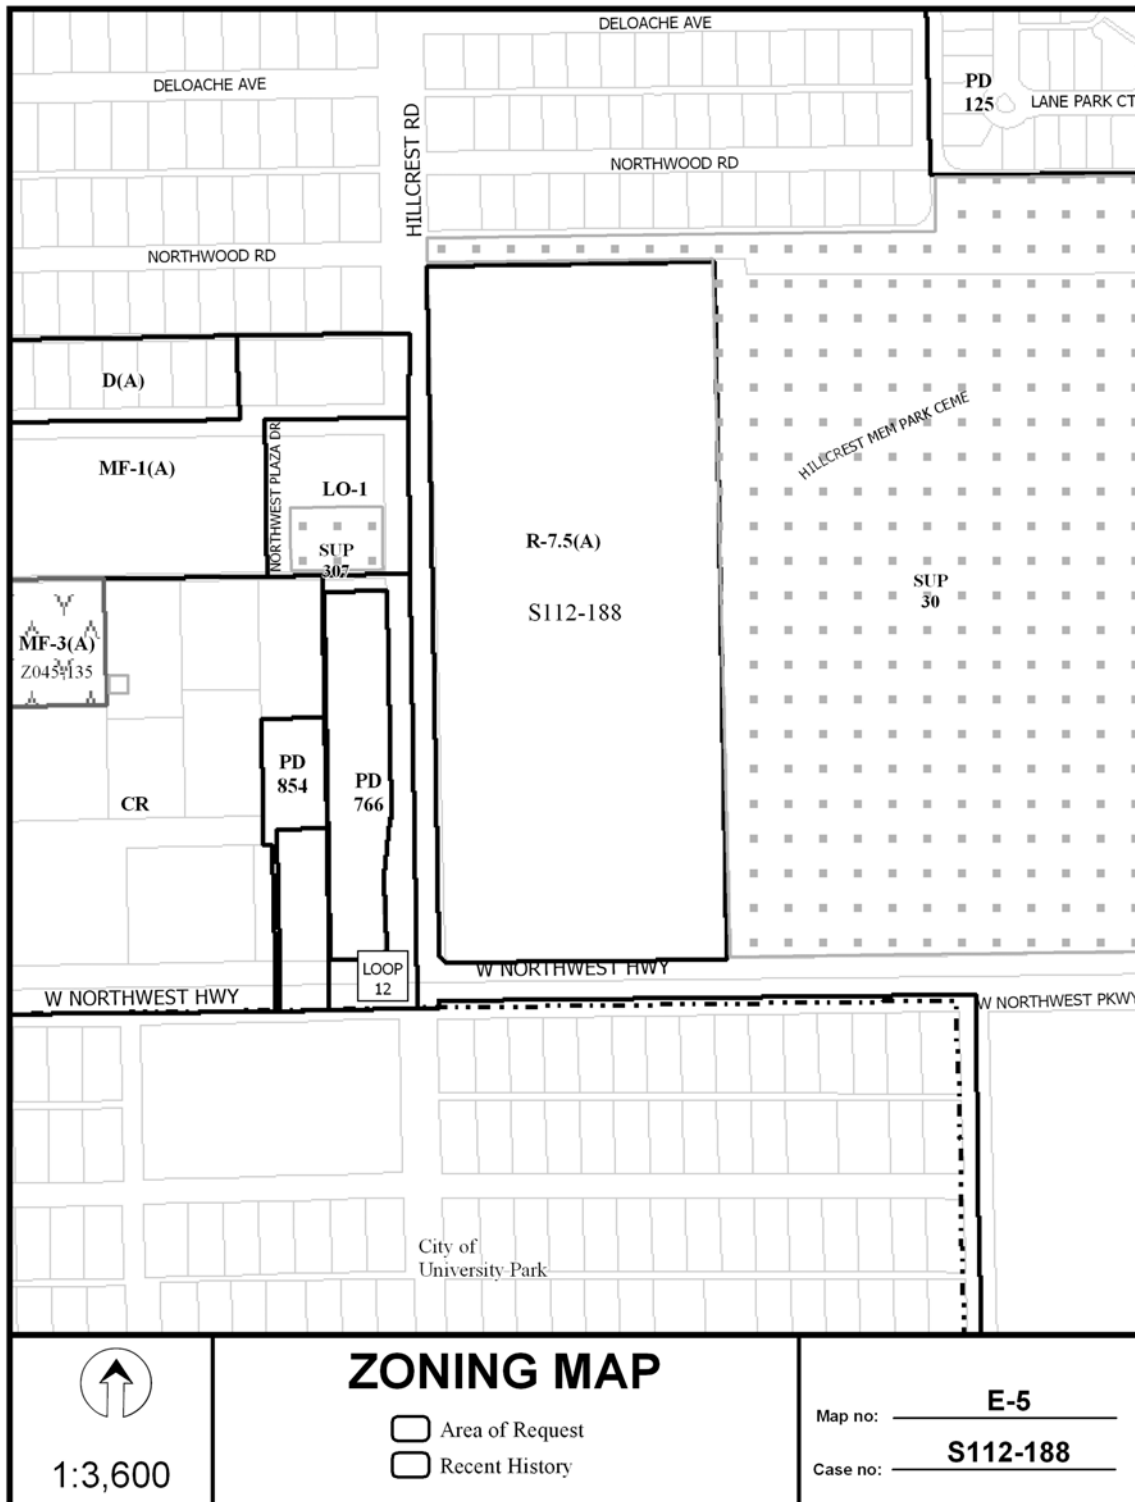 DELOACHE AVE
DELOACHE AVE
PD
125
LANE PARK CT
HILLCREST RD
NORTHWOOD RD
NORTHWOOD RD
D(A)
MF-1(A)
NORTHWEST PLAZA DR
LO-1
SUP
307
HILLCREST MEM PARK CEME
R-7.5(A)
S112-188
SUP
30
MF-3(A)
Z045-135
PD
854
PD
766
CR
LOOP
12
W NORTHWEST HWY
W NORTHWEST HWY
W NORTHWEST PKWY
City of
University Park
1:3,600
ZONING MAP
Area of Request
Recent History
Map no: E-5
Case no: S112-188